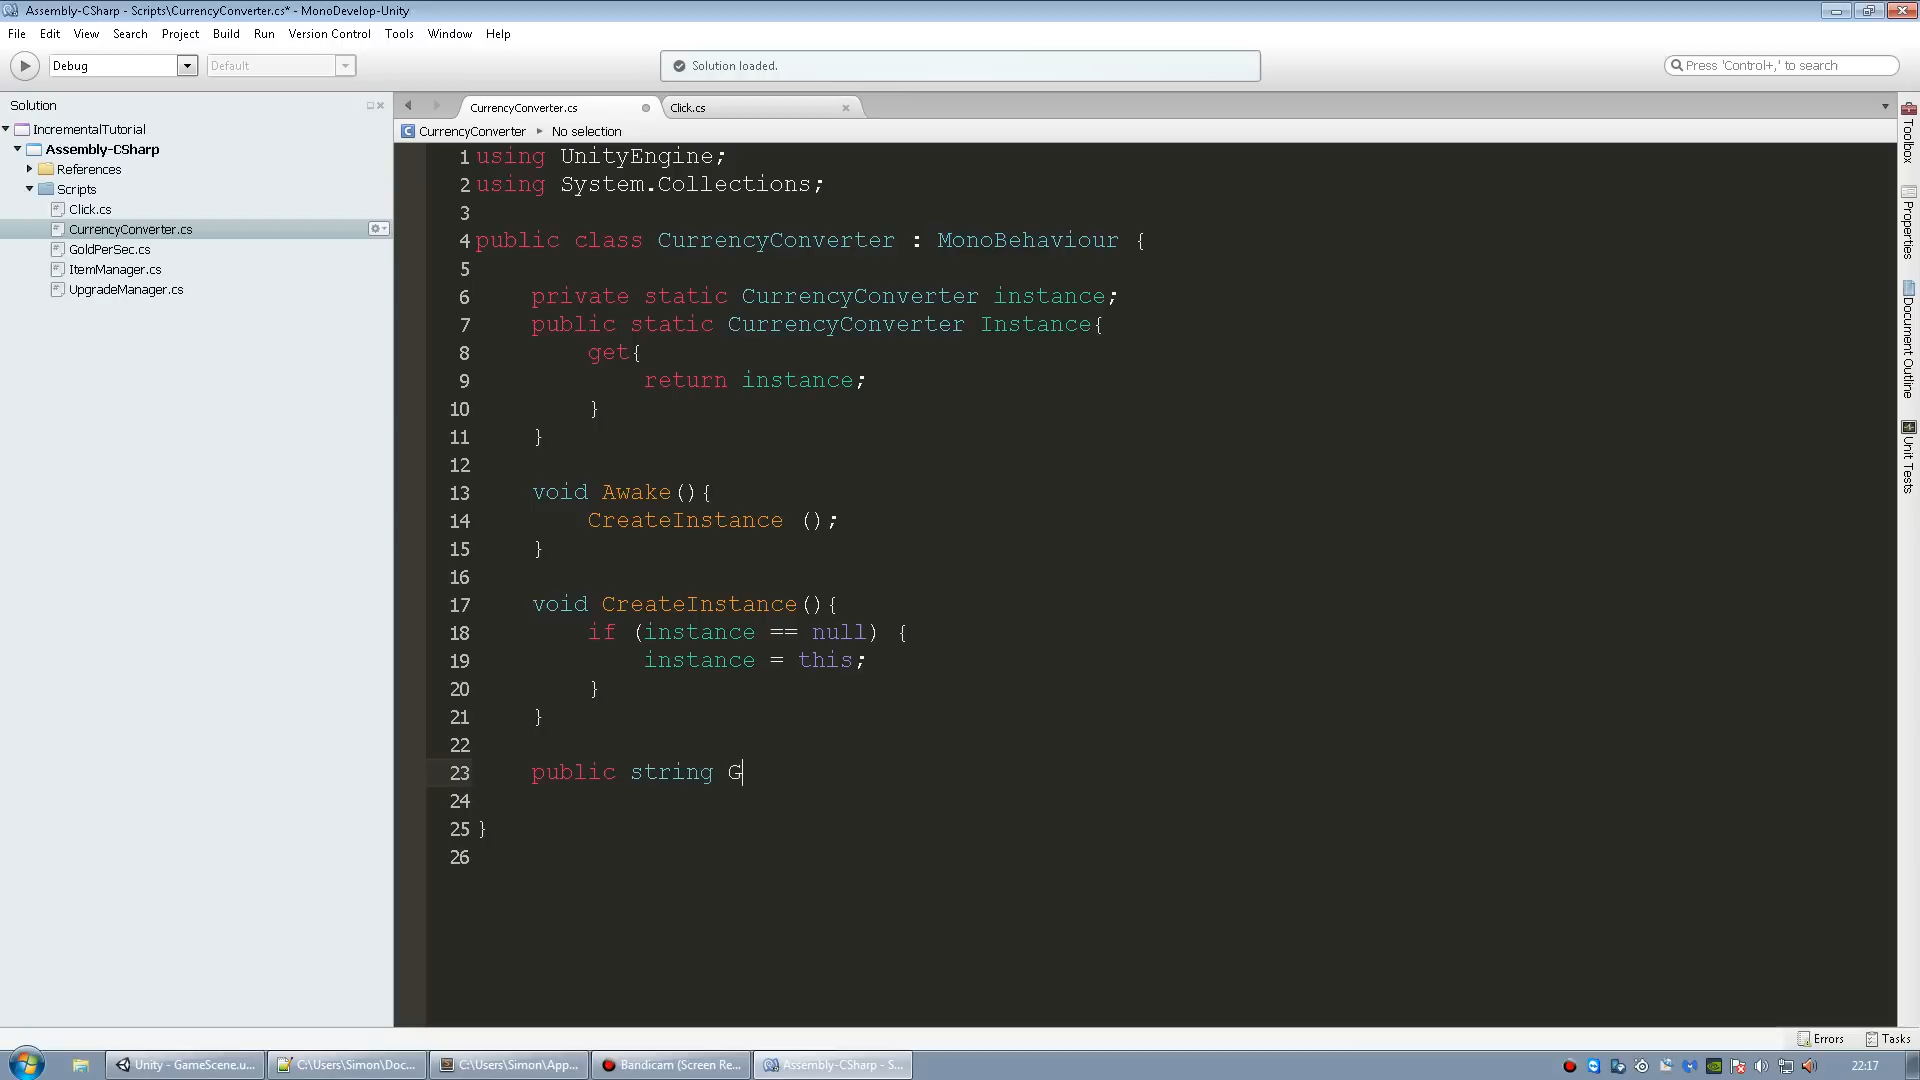 Assembly-CSharp - Scripts\CurrencyConverter.cs* - MonoDevelop-Unity
File Edit View Search Project Build Run Version Control Tools Window Help
Debug Default Solution loaded. Press 'Control+,' to search
Solution
CurrencyConverter.cs Click.cs
CurrencyConverter No selection
IncrementalTutorial
Assembly-CSharp
References
Scripts
Click.cs
CurrencyConverter.cs
GoldPerSec.cs
ItemManager.cs
UpgradeManager.cs
1 using UnityEngine;
2 using System.Collections;
3
4 public class CurrencyConverter : MonoBehaviour {
5
6 private static CurrencyConverter instance;
7 public static CurrencyConverter Instance{
8 get{
9 return instance;
10 }
11 }
12
13 void Awake(){
14 CreateInstance ();
15 }
16
17 void CreateInstance(){
18 if (instance == null) {
19 instance = this;
20 }
21 }
22
23 public string G
24
25 }
26
Toolbox
Properties
Document Outline
Unit Tests
Errors Tasks
Unity - GameScene.u... C:\Users\Simon\Doc... C:\Users\Simon\App... Bandicam (Screen Re... Assembly-CSharp - S... 22:17